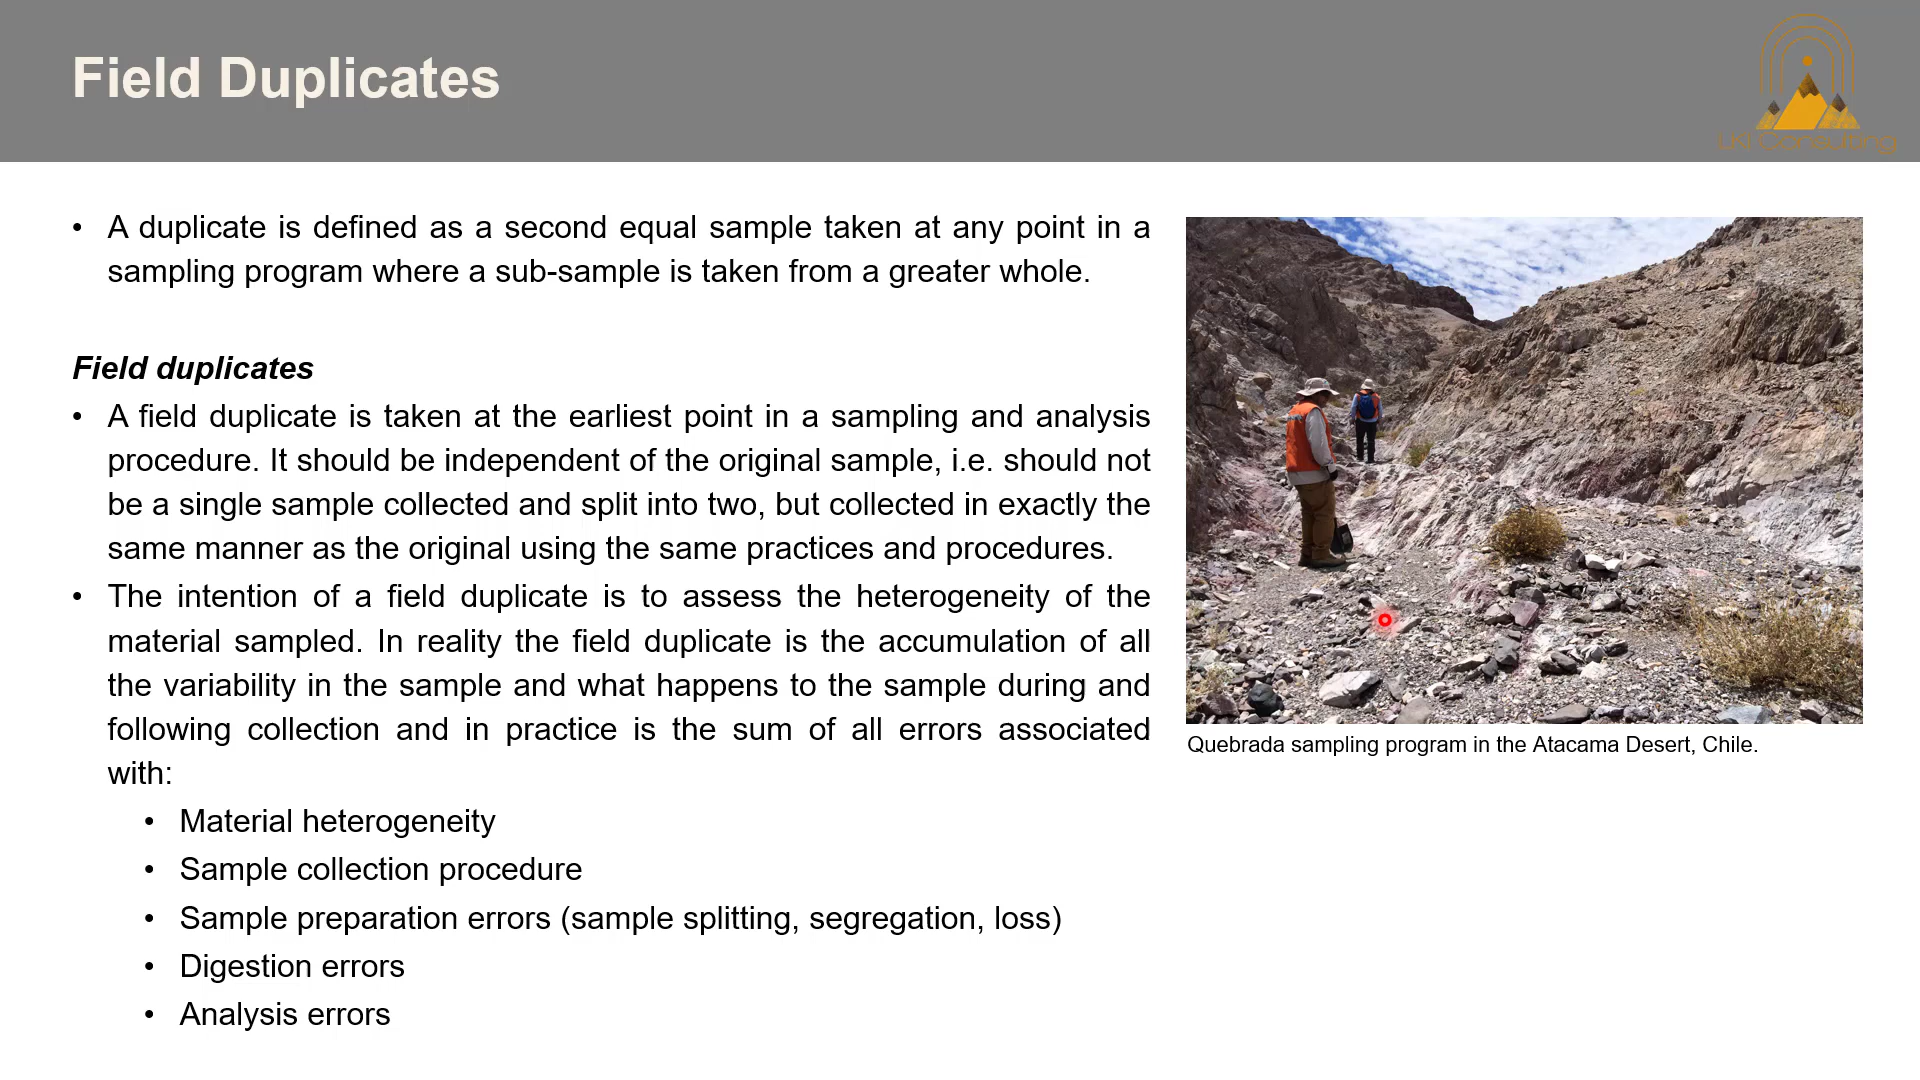 Field Duplicates
LKI Consulting
• A duplicate is defined as a second equal sample taken at any point in a
sampling program where a sub-sample is taken from a greater whole.
Field duplicates
• A field duplicate is taken at the earliest point in a sampling and analysis
procedure. It should be independent of the original sample, i.e. should not
be a single sample collected and split into two, but collected in exactly the
same manner as the original using the same practices and procedures.
• The intention of a field duplicate is to assess the heterogeneity of the
material sampled. In reality the field duplicate is the accumulation of all
the variability in the sample and what happens to the sample during and
following collection and in practice is the sum of all errors associated
with:
• Material heterogeneity
• Sample collection procedure
• Sample preparation errors (sample splitting, segregation, loss)
• Digestion errors
• Analysis errors
Quebrada sampling program in the Atacama Desert, Chile.